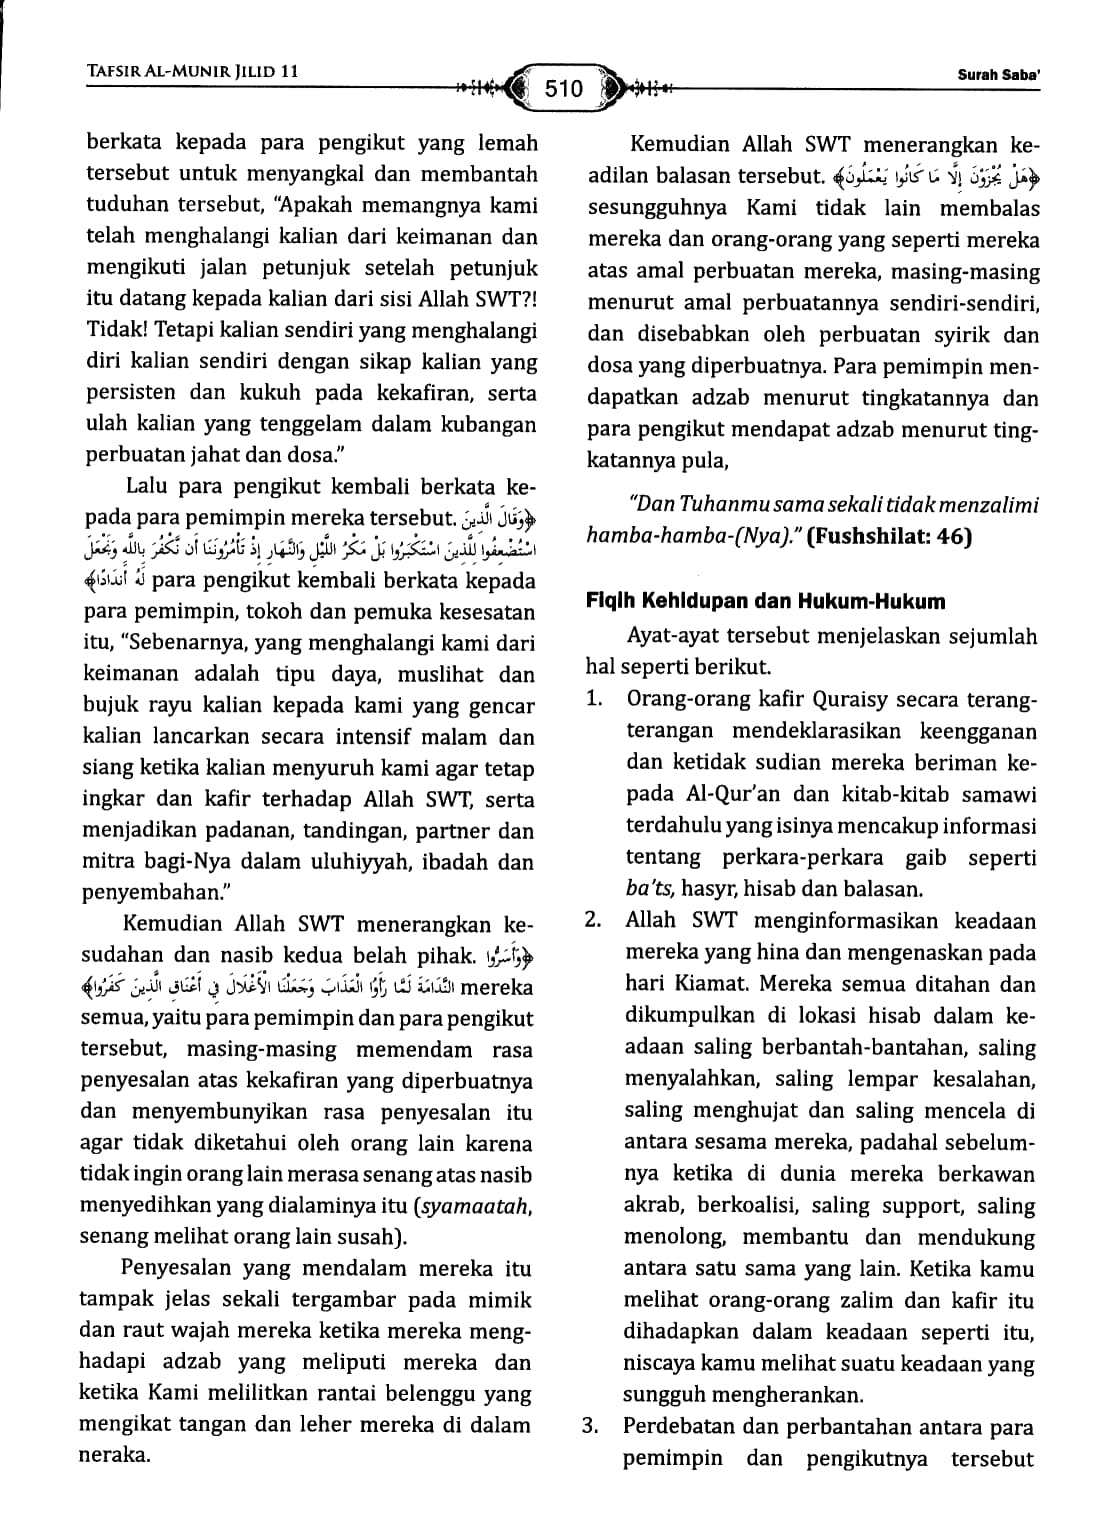 TAFSIR AL-MUNIR JILID 11
510
Surah Saba'
berkata kepada para pengikut yang lemah
tersebut untuk menyangkal dan membantah
tuduhan tersebut, “Apakah memangnya kami
telah menghalangi kalian dari keimanan dan
mengikuti jalan petunjuk setelah petunjuk
itu datang kepada kalian dari sisi Allah SWT?!
Tidak! Tetapi kalian sendiri yang menghalangi
diri kalian sendiri dengan sikap kalian yang
persisten dan kukuh pada kekafiran, serta
ulah kalian yang tenggelam dalam kubangan
perbuatan jahat dan dosa.”
Lalu para pengikut kembali berkata ke-
pada para pemimpin mereka tersebut. ﴿وَقَالَ الَّذِينَ
اسْتُضْعِفُوا لِلَّذِينَ اسْتَكْبَرُوا بَلْ مَكْرُ اللَّيْلِ وَالنَّهَارِ إِذْ تَأْمُرُونَنَا أَن نَّكْفُرَ بِاللَّهِ وَنَجْعَلَ
لَهُ أَندَادًا﴾ para pengikut kembali berkata kepada
para pemimpin, tokoh dan pemuka kesesatan
itu, “Sebenarnya, yang menghalangi kami dari
keimanan adalah tipu daya, muslihat dan
bujuk rayu kalian kepada kami yang gencar
kalian lancarkan secara intensif malam dan
siang ketika kalian menyuruh kami agar tetap
ingkar dan kafir terhadap Allah SWT, serta
menjadikan padanan, tandingan, partner dan
mitra bagi-Nya dalam uluhiyyah, ibadah dan
penyembahan.”
Kemudian Allah SWT menerangkan ke-
sudahan dan nasib kedua belah pihak. ﴿وَأَسَرُّوا
النَّدَامَةَ لَمَّا رَأَوُا الْعَذَابَ وَجَعَلْنَا الْأَغْلَالَ فِي أَعْنَاقِ الَّذِينَ كَفَرُوا﴾ mereka
semua, yaitu para pemimpin dan para pengikut
tersebut, masing-masing memendam rasa
penyesalan atas kekafiran yang diperbuatnya
dan menyembunyikan rasa penyesalan itu
agar tidak diketahui oleh orang lain karena
tidak ingin orang lain merasa senang atas nasib
menyedihkan yang dialaminya itu (syamaatah,
senang melihat orang lain susah).
Penyesalan yang mendalam mereka itu
tampak jelas sekali tergambar pada mimik
dan raut wajah mereka ketika mereka meng-
hadapi adzab yang meliputi mereka dan
ketika Kami melilitkan rantai belenggu yang
mengikat tangan dan leher mereka di dalam
neraka.
Kemudian Allah SWT menerangkan ke-
adilan balasan tersebut. ﴿هَلْ يُجْزَوْنَ إِلَّا مَا كَانُوا يَعْمَلُونَ﴾
sesungguhnya Kami tidak lain membalas
mereka dan orang-orang yang seperti mereka
atas amal perbuatan mereka, masing-masing
menurut amal perbuatannya sendiri-sendiri,
dan disebabkan oleh perbuatan syirik dan
dosa yang diperbuatnya. Para pemimpin men-
dapatkan adzab menurut tingkatannya dan
para pengikut mendapat adzab menurut ting-
katannya pula,
“Dan Tuhanmu sama sekali tidak menzalimi
hamba-hamba-(Nya).” (Fushshilat: 46)
Fiqih Kehidupan dan Hukum-Hukum
Ayat-ayat tersebut menjelaskan sejumlah
hal seperti berikut.
1. Orang-orang kafir Quraisy secara terang-
terangan mendeklarasikan keengganan
dan ketidak sudian mereka beriman ke-
pada Al-Qur’an dan kitab-kitab samawi
terdahulu yang isinya mencakup informasi
tentang perkara-perkara gaib seperti
ba’ts, hasyr, hisab dan balasan.
2. Allah SWT menginformasikan keadaan
mereka yang hina dan mengenaskan pada
hari Kiamat. Mereka semua ditahan dan
dikumpulkan di lokasi hisab dalam ke-
adaan saling berbantah-bantahan, saling
menyalahkan, saling lempar kesalahan,
saling menghujat dan saling mencela di
antara sesama mereka, padahal sebelum-
nya ketika di dunia mereka berkawan
akrab, berkoalisi, saling support, saling
menolong, membantu dan mendukung
antara satu sama yang lain. Ketika kamu
melihat orang-orang zalim dan kafir itu
dihadapkan dalam keadaan seperti itu,
niscaya kamu melihat suatu keadaan yang
sungguh mengherankan.
3. Perdebatan dan perbantahan antara para
pemimpin dan pengikutnya tersebut